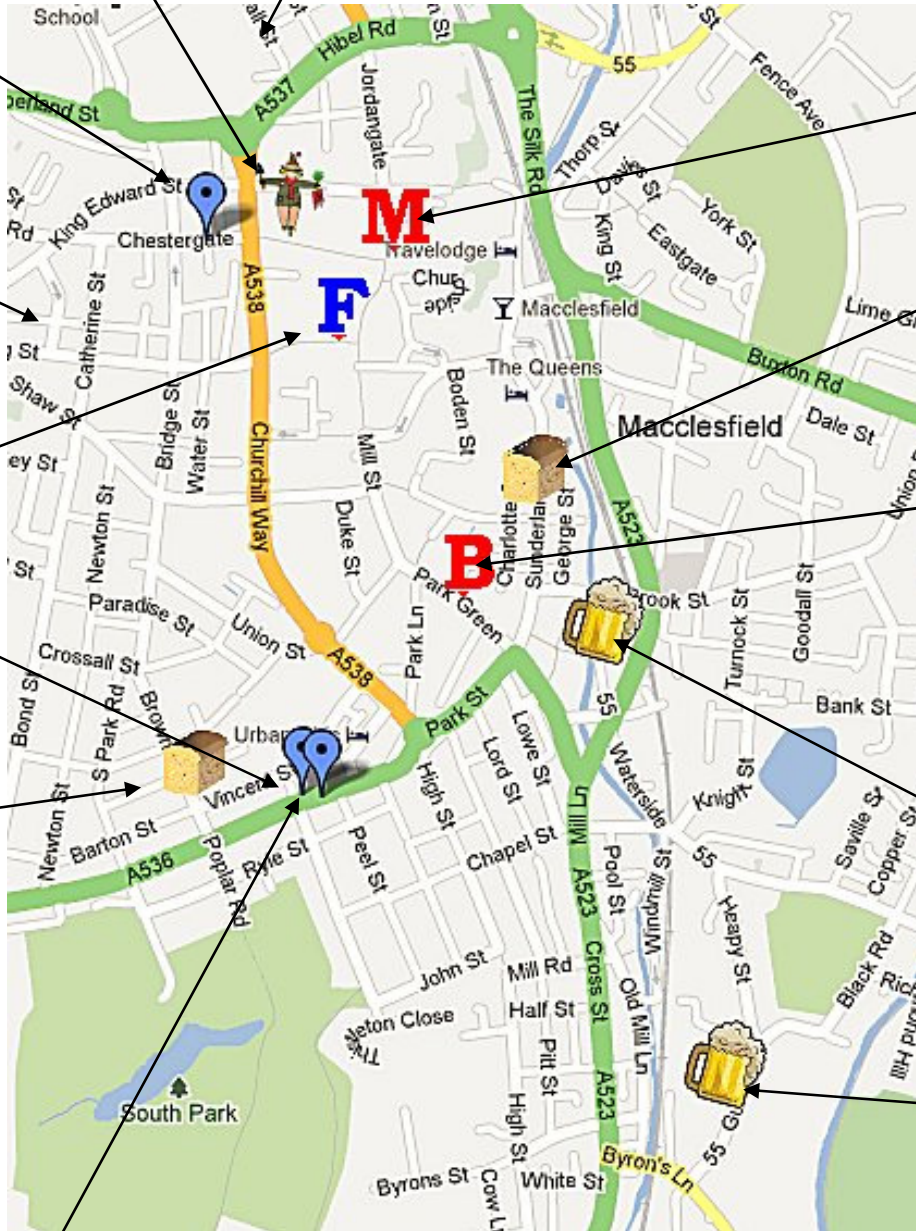 School
Hibel Rd
A537
Jordangate
55
Fence Ave
The Silk Rd
Thorp St
Davies St
York St
King St
Eastgate
King Edward St
Chestergate
Rd
M
Travelodge
A538
F
Macclesfield
Lime
Catherine St
St
The Queens
Buxton Rd
Shaw St
Boden St
Macclesfield
Dale St
Bridge St
Water St
Churchill Way
Mill St
ey St
A523
Duke St
B
Charlotte
George St
Newton St
Park Green
St
Paradise St
Union St
Park Ln
Turnock St
Goodall St
Crossall St
A538
Bond St
S Park Rd
Park St
55
Bank St
Lowe St
Lord St
Waterside
Knight St
High St
Newton St
Barton St
A536
Poplar Rd
Ryle St
Peel St
Chapel St
Mill Ln
A523
Pool St
Windmill St
55
Saville St
Copper St
Heapy St
Black Rd
John St
Mill Rd
Cross St
Half St
Old Mill Ln
Pitt St
South Park
High St
A523
55
Byron's Ln
Byrons St
White St